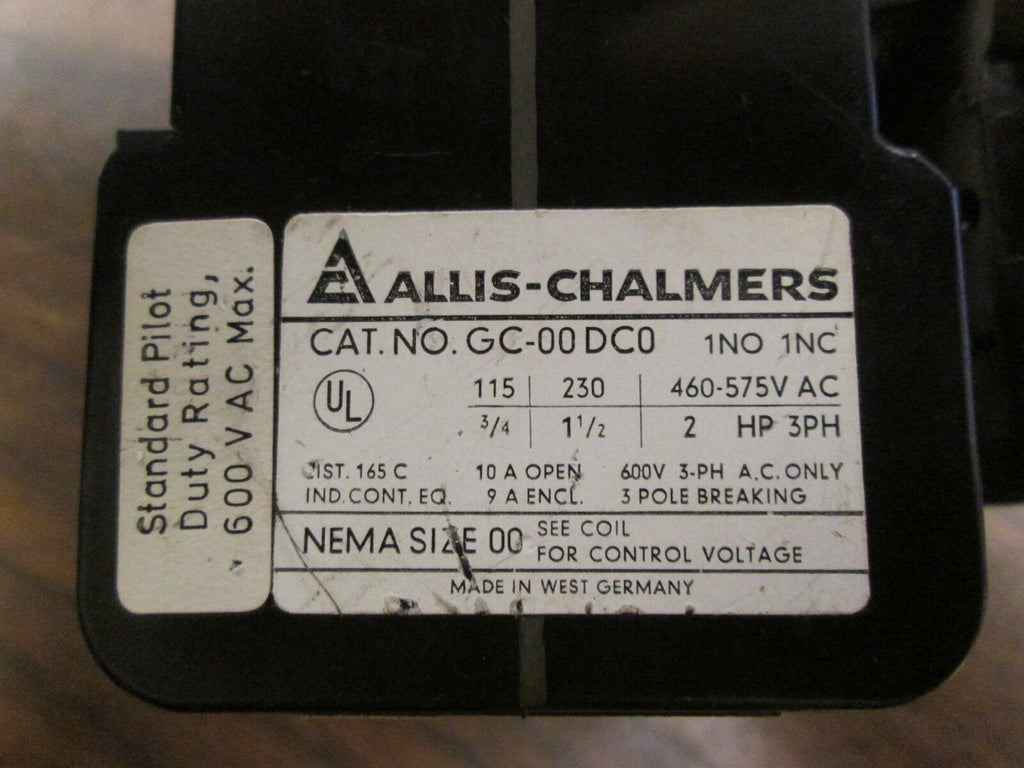 Standard Pilot
Duty Rating,
600 V AC Max.
ALLIS-CHALMERS
CAT. NO. GC-00 DC0 1NO 1NC
UL
115 230 460-575V AC
3/4 1 1/2 2 HP 3PH
165 C 10 A OPEN 600V 3-PH A.C. ONLY
IND. CONT. EQ. 9 A ENCL. 3 POLE BREAKING
NEMA SIZE 00 SEE COIL
FOR CONTROL VOLTAGE
MADE IN WEST GERMANY